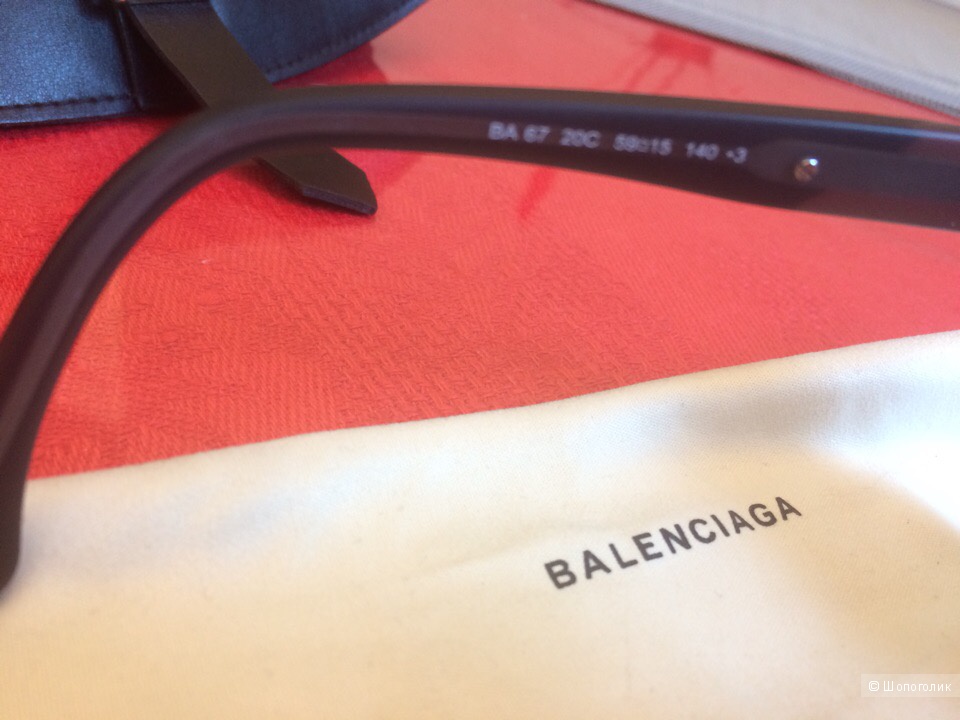 BA 67 20C 59□15 140 -3
BALENCIAGA
© Шопоголик